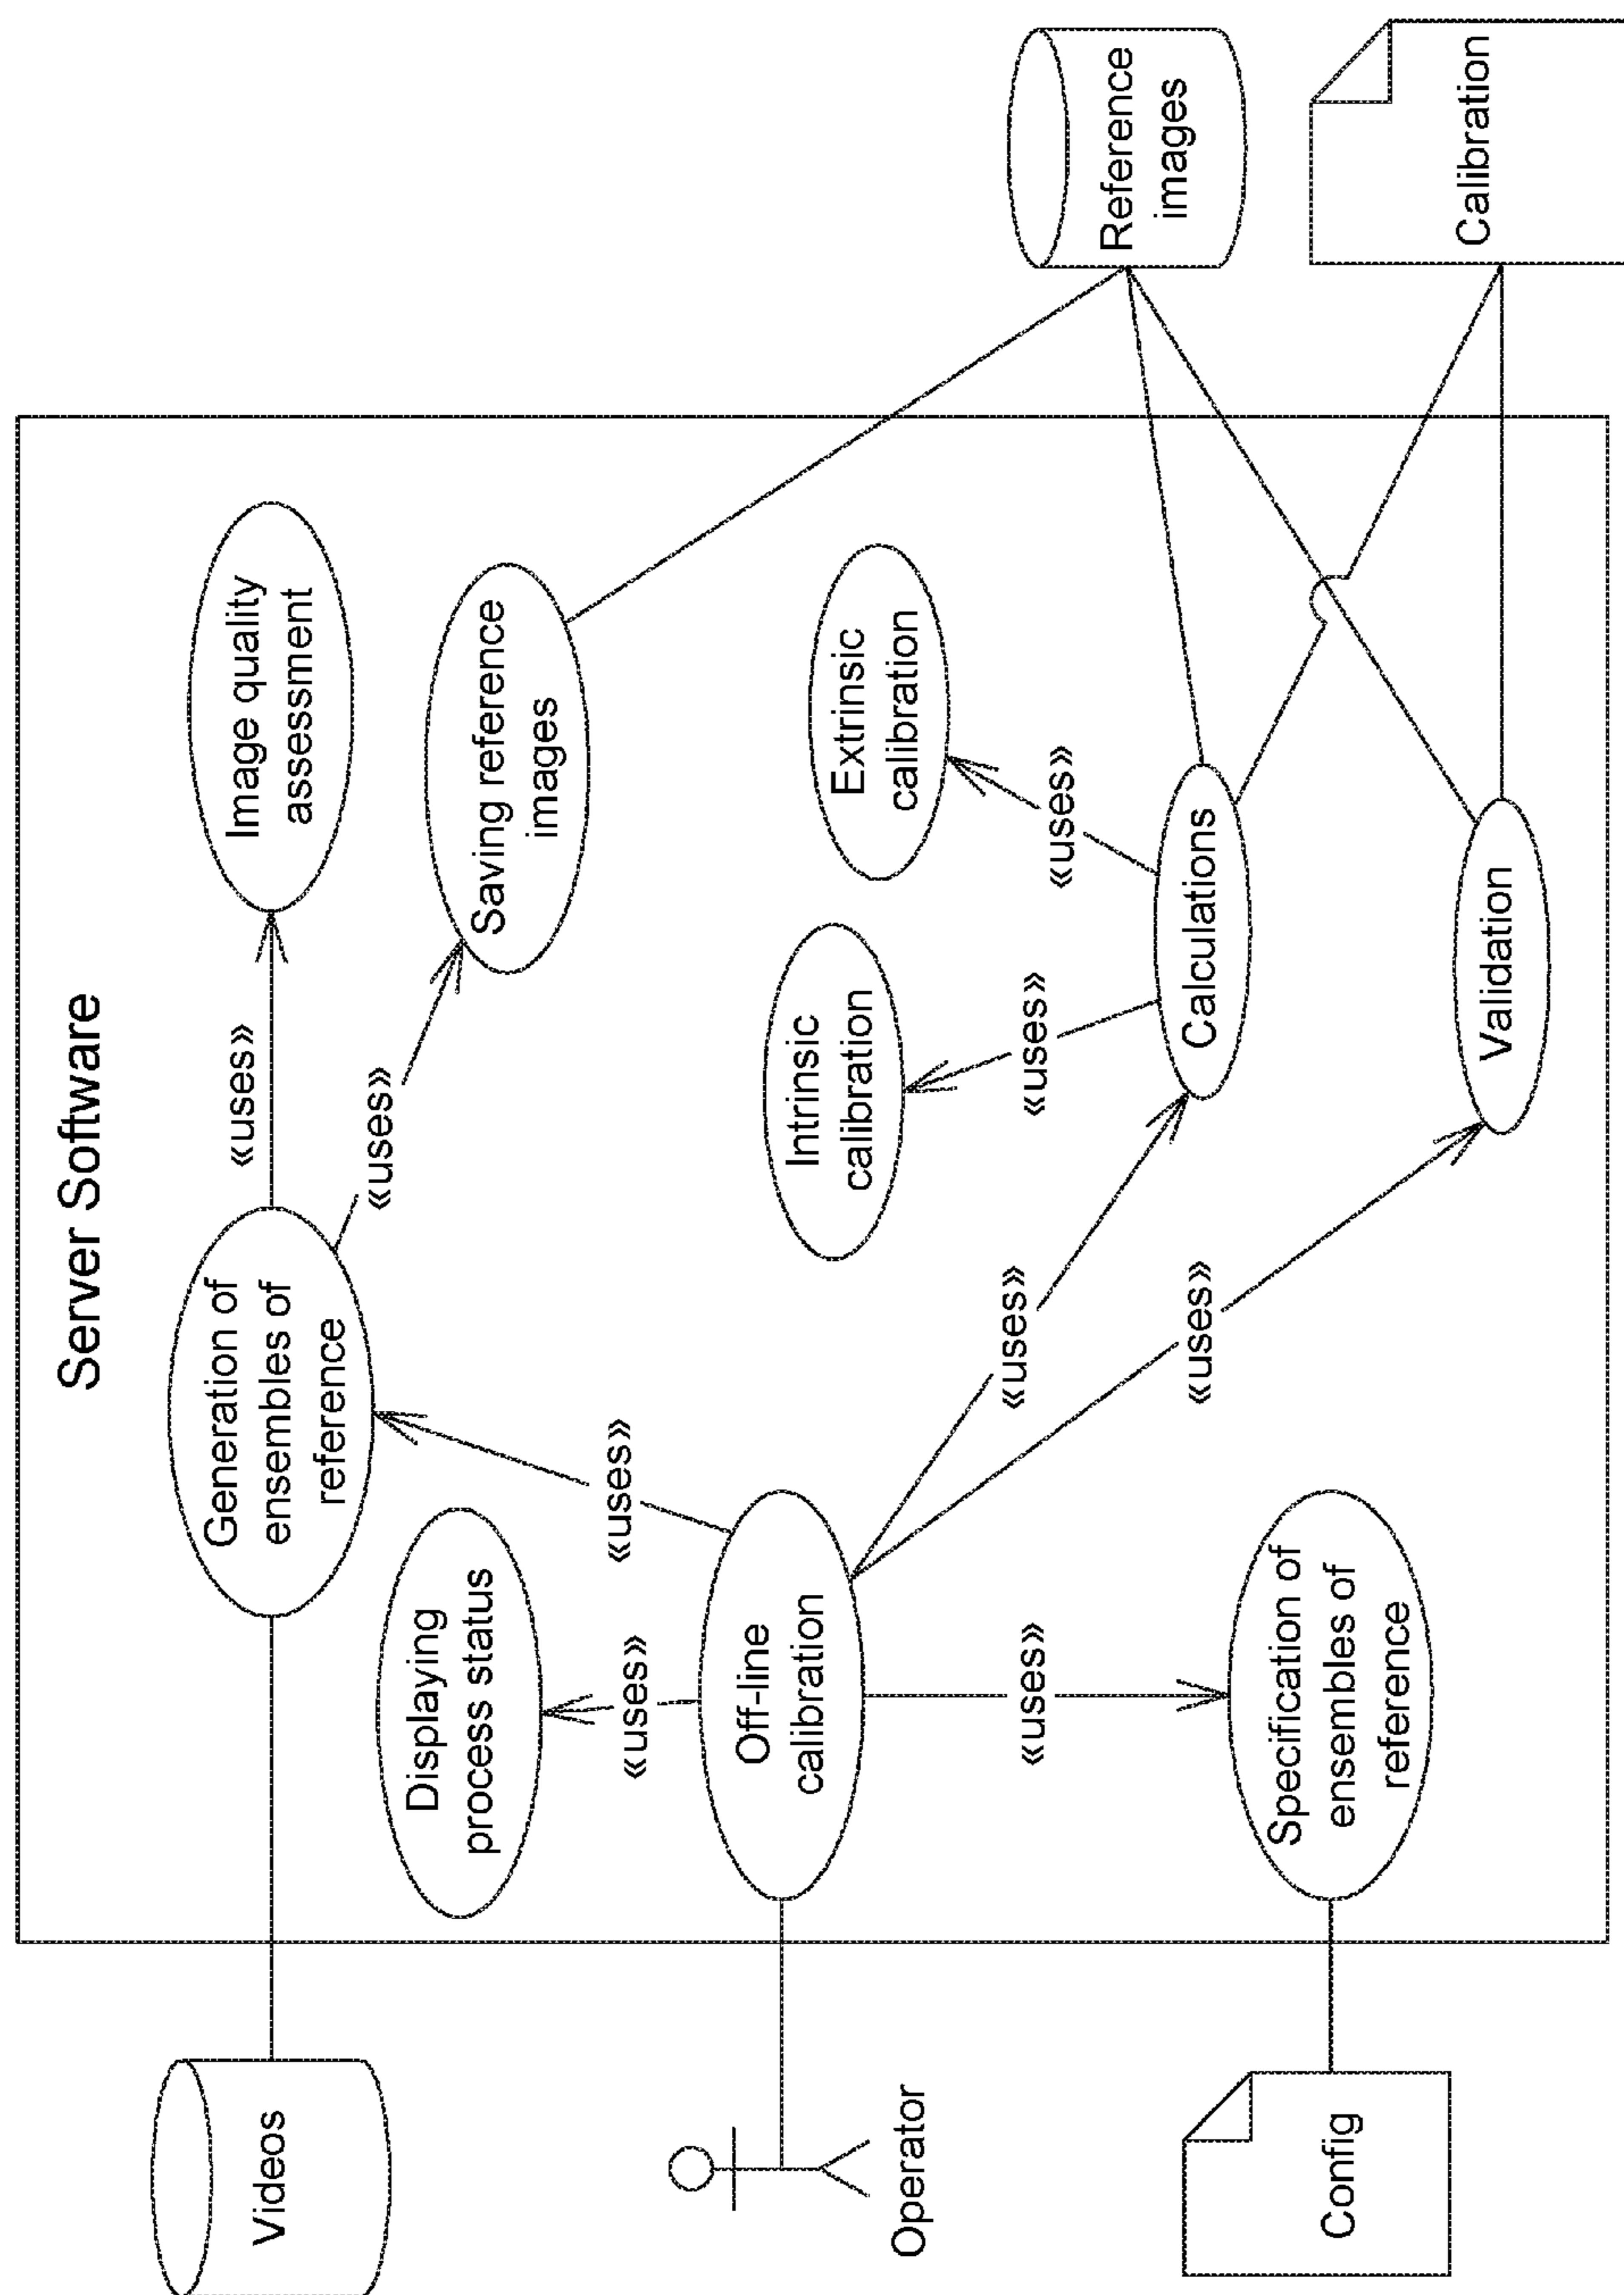 Server Software
Videos
Generation of
ensembles of
reference
«uses»
Image quality
assessment
«uses»
Saving reference
images
Displaying
process status
«uses»
«uses»
Operator
Off-line
calibration
Intrinsic
calibration
Extrinsic
calibration
«uses»
«uses»
«uses»
Calculations
Reference
images
«uses»
«uses»
Config
Specification of
ensembles of
reference
Validation
Calibration